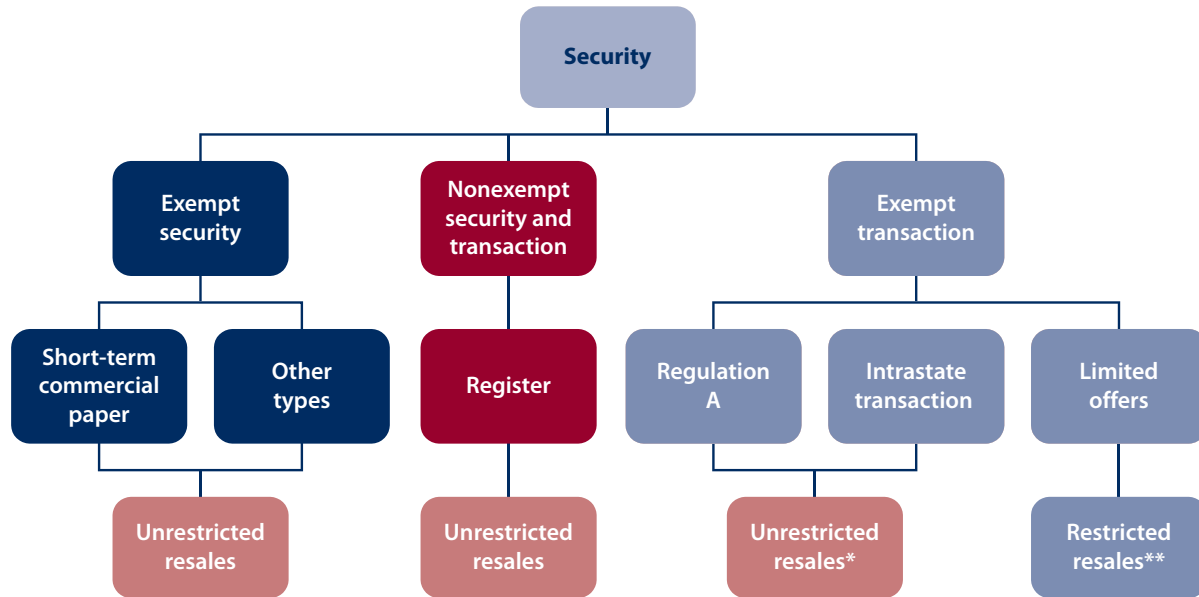 Security
Exempt
security
Nonexempt
security and
transaction
Exempt
transaction
Short-term
commercial
paper
Other
types
Register
Regulation
A
Intrastate
transaction
Limited
offers
Unrestricted
resales
Unrestricted
resales
Unrestricted
resales*
Restricted
resales**